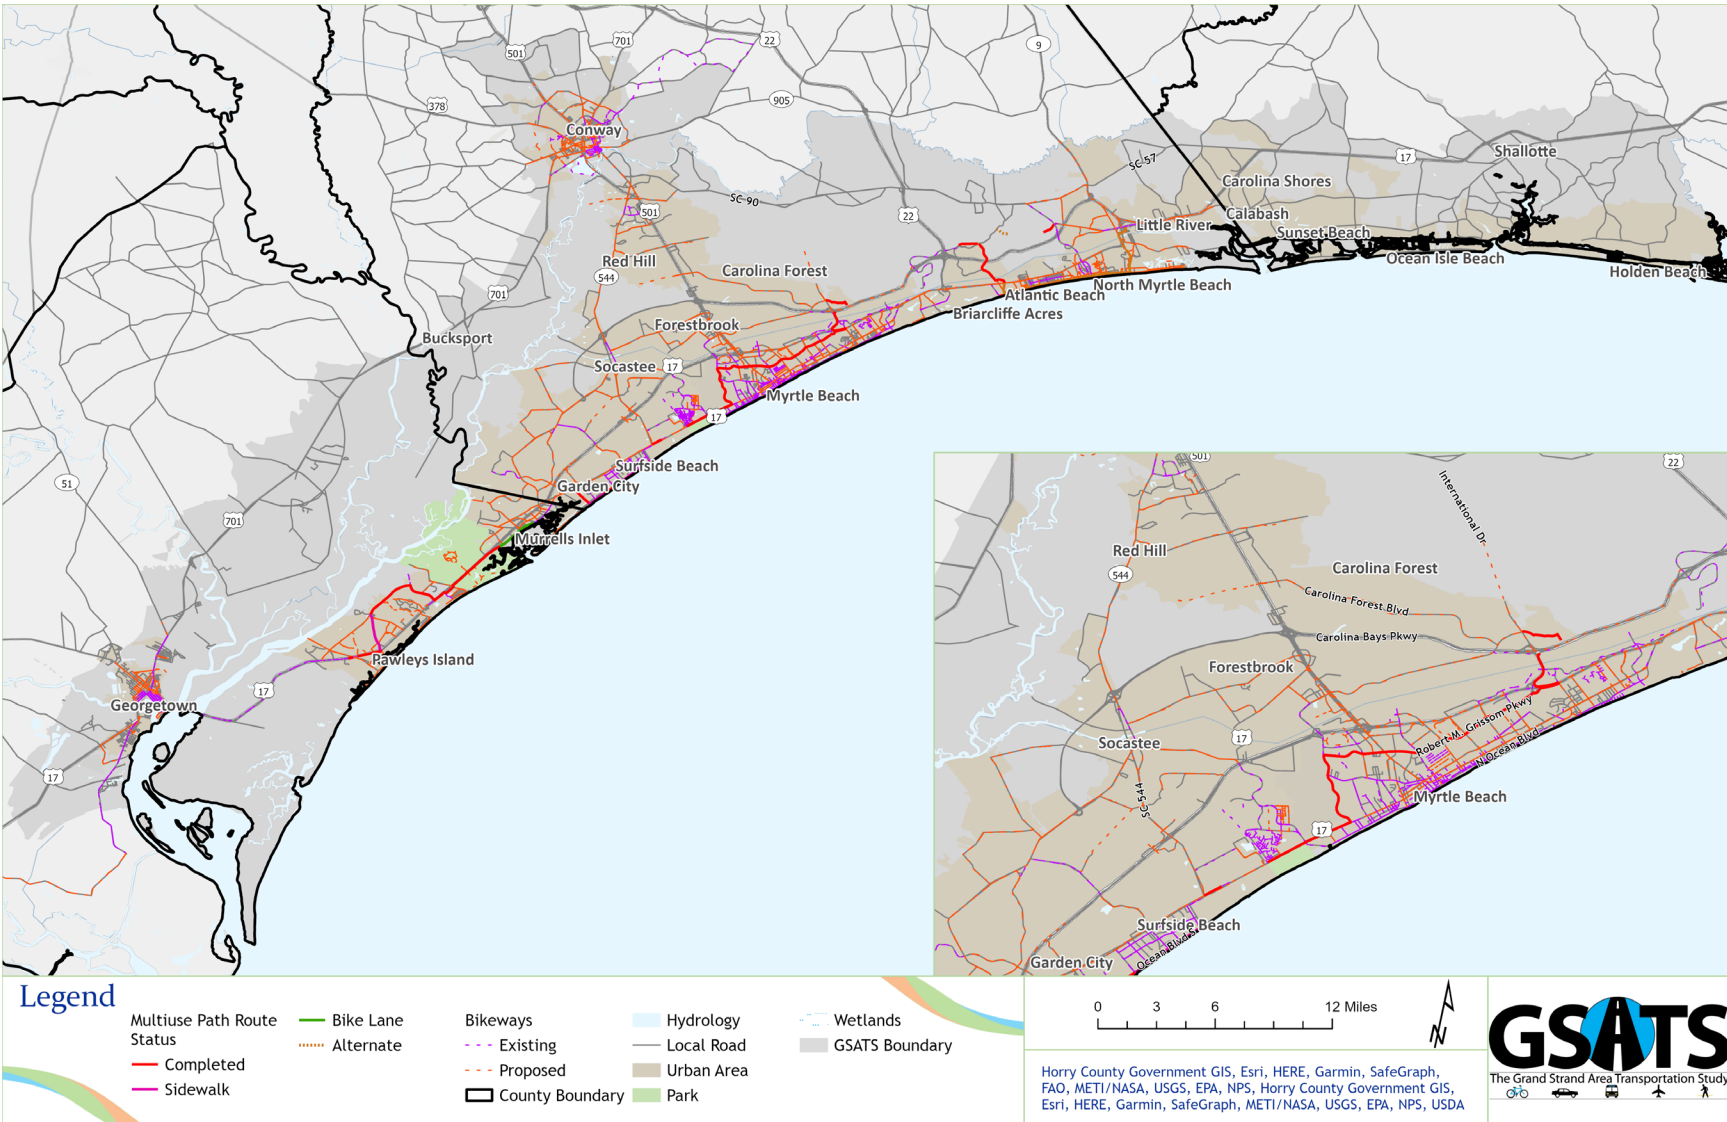 501
701
22
9
378
905
Conway
17
Shallotte
SC 57
Carolina Shores
SC 90
501
22
Calabash
Little River
Sunset Beach
Red Hill
Carolina Forest
544
Ocean Isle Beach
Holden Beach
North Myrtle Beach
Atlantic Beach
701
Briarcliffe Acres
Forestbrook
Bucksport
Socastee
17
Myrtle Beach
17
Surfside Beach
Garden City
51
701
Murrells Inlet
Pawleys Island
17
Georgetown
17
501
22
International Dr
Red Hill
544
Carolina Forest
Carolina Forest Blvd
Carolina Bays Pkwy
Forestbrook
Robert M. Grissom Pkwy
17
Socastee
N Ocean Blvd
SC 544
Myrtle Beach
17
Surfside Beach
Ocean Blvd S
Garden City
Legend
Multiuse Path Route
Status
Completed
Sidewalk
Bike Lane
Alternate
Bikeways
Existing
Proposed
County Boundary
Hydrology
Local Road
Urban Area
Park
Wetlands
GSATS Boundary
0 3 6 12 Miles
N
Horry County Government GIS, Esri, HERE, Garmin, SafeGraph,
FAO, METI/NASA, USGS, EPA, NPS, Horry County Government GIS,
Esri, HERE, Garmin, SafeGraph, METI/NASA, USGS, EPA, NPS, USDA
GSATS
The Grand Strand Area Transportation Study